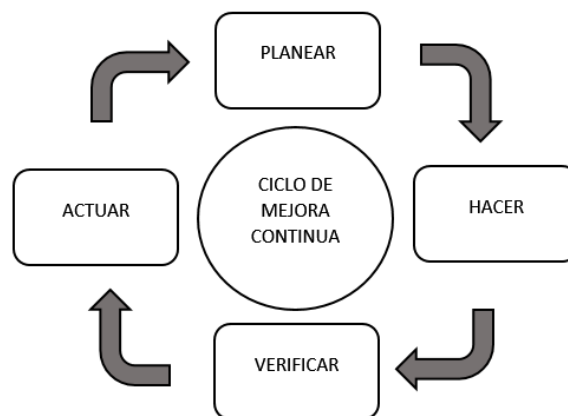 PLANEAR
HACER
VERIFICAR
ACTUAR
CICLO DE
MEJORA
CONTINUA